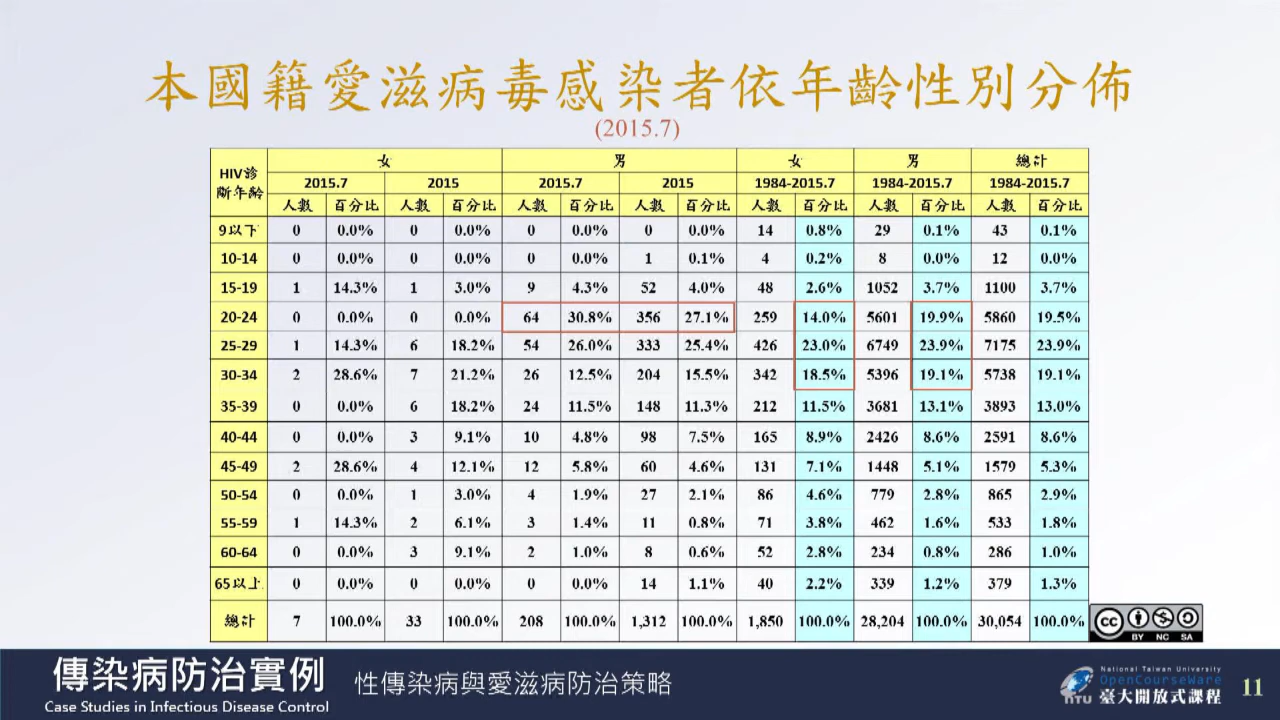 本國籍愛滋病毒感染者依年齡性別分佈
(2015.7)
HIV診斷年齡 女 男 女 男 總計
2015.7 2015 2015.7 2015 1984-2015.7 1984-2015.7 1984-2015.7
人數 百分比 人數 百分比 人數 百分比 人數 百分比 人數 百分比 人數 百分比 人數 百分比
9以下 0 0.0% 0 0.0% 0 0.0% 0 0.0% 14 0.8% 29 0.1% 43 0.1%
10-14 0 0.0% 0 0.0% 0 0.0% 1 0.1% 4 0.2% 8 0.0% 12 0.0%
15-19 1 14.3% 1 3.0% 9 4.3% 52 4.0% 48 2.6% 1052 3.7% 1100 3.7%
20-24 0 0.0% 0 0.0% 64 30.8% 356 27.1% 259 14.0% 5601 19.9% 5860 19.5%
25-29 1 14.3% 6 18.2% 54 26.0% 333 25.4% 426 23.0% 6749 23.9% 7175 23.9%
30-34 2 28.6% 7 21.2% 26 12.5% 204 15.5% 342 18.5% 5396 19.1% 5738 19.1%
35-39 0 0.0% 6 18.2% 24 11.5% 148 11.3% 212 11.5% 3681 13.1% 3893 13.0%
40-44 0 0.0% 3 9.1% 10 4.8% 98 7.5% 165 8.9% 2426 8.6% 2591 8.6%
45-49 2 28.6% 4 12.1% 12 5.8% 60 4.6% 131 7.1% 1448 5.1% 1579 5.3%
50-54 0 0.0% 1 3.0% 4 1.9% 27 2.1% 86 4.6% 779 2.8% 865 2.9%
55-59 1 14.3% 2 6.1% 3 1.4% 11 0.8% 71 3.8% 462 1.6% 533 1.8%
60-64 0 0.0% 3 9.1% 2 1.0% 8 0.6% 52 2.8% 234 0.8% 286 1.0%
65以上 0 0.0% 0 0.0% 0 0.0% 14 1.1% 40 2.2% 339 1.2% 379 1.3%
總計 7 100.0% 33 100.0% 208 100.0% 1,312 100.0% 1,850 100.0% 28,204 100.0% 30,054 100.0%
cc BY NC SA
傳染病防治實例 性傳染病與愛滋病防治策略
Case Studies in Infectious Disease Control
National Taiwan University
OpenCourseWare
NTU 臺大開放式課程
11